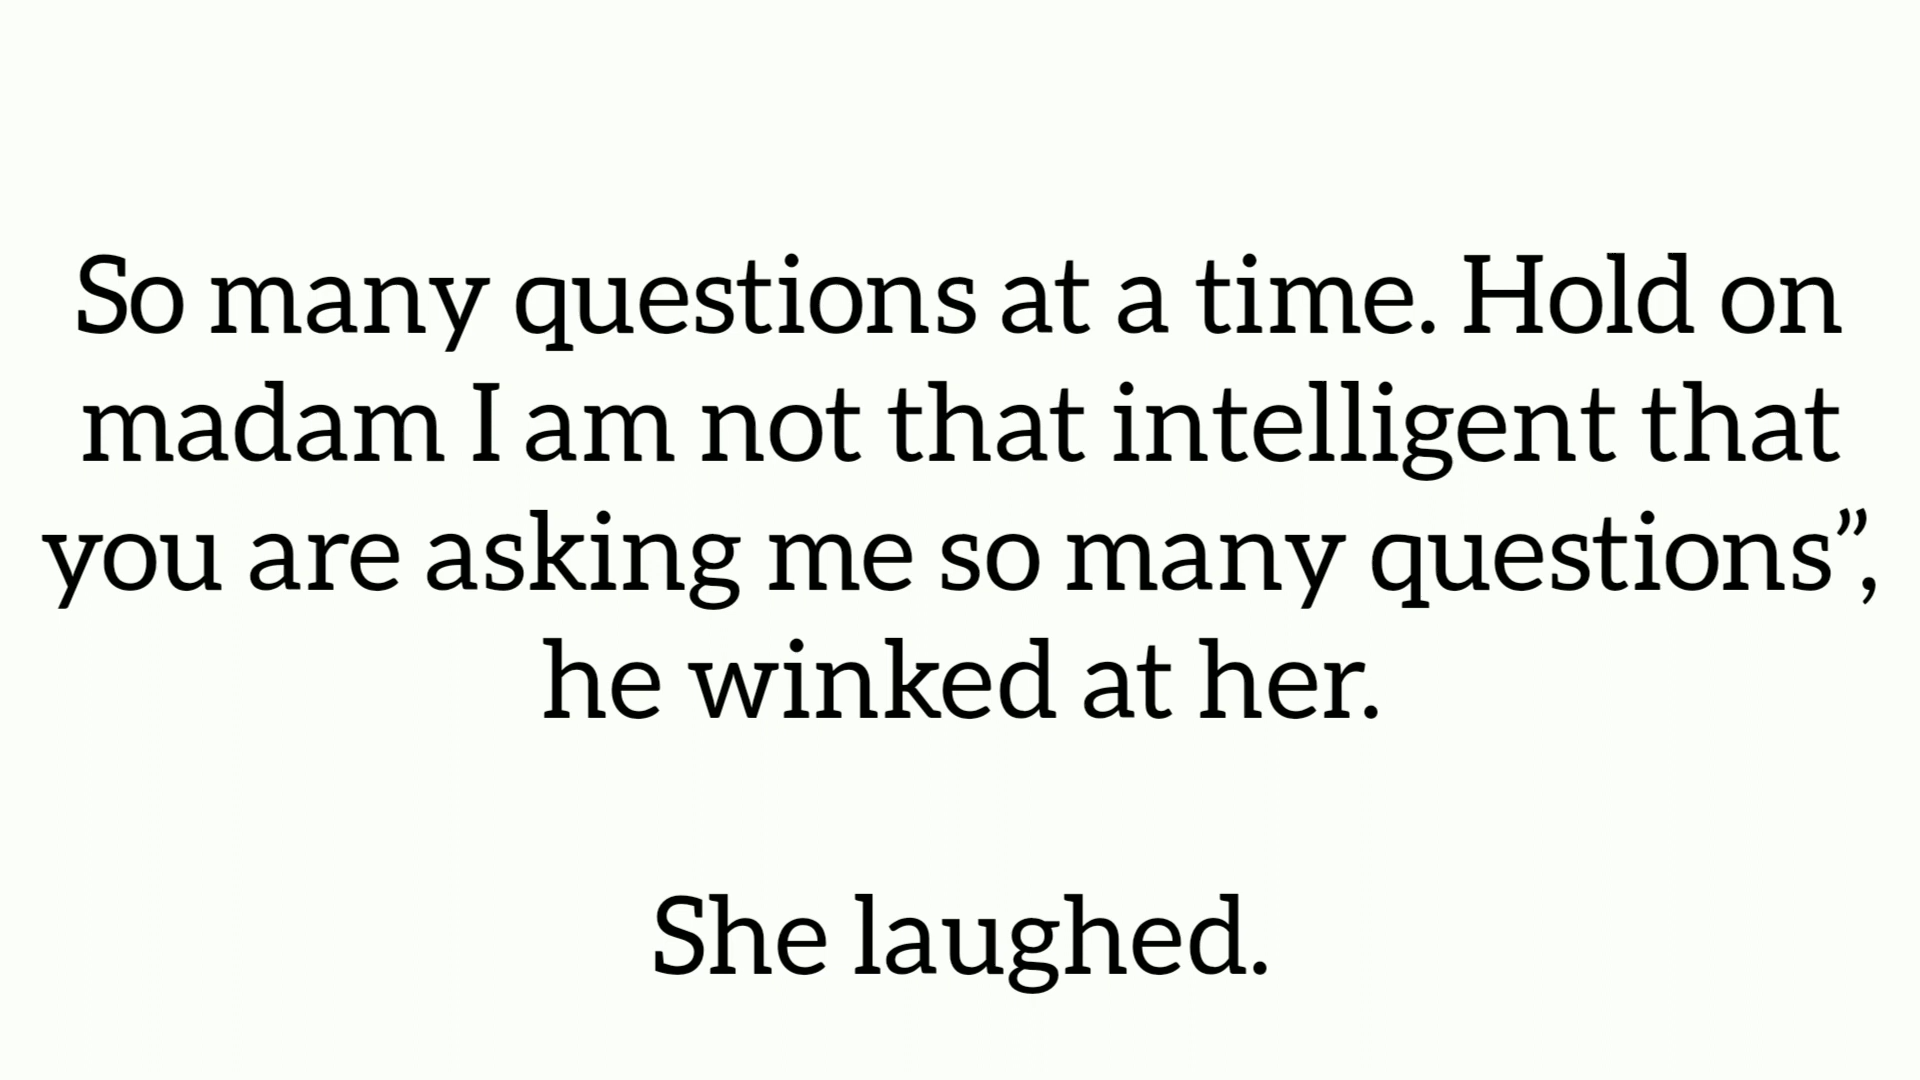 So many questions at a time. Hold on
madam I am not that intelligent that
you are asking me so many questions”,
he winked at her.
She laughed.